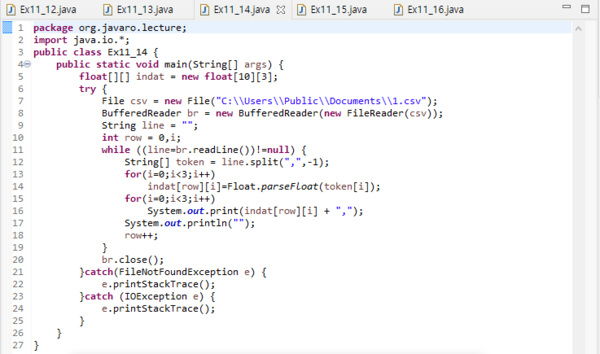 Ex11_12.java Ex11_13.java Ex11_14.java Ex11_15.java Ex11_16.java
1 package org.javaro.lecture;
2 import java.io.*;
3 public class Ex11_14 {
4 public static void main(String[] args) {
5 float[][] indat = new float[10][3];
6 try {
7 File csv = new File("C:\\Users\\Public\\Documents\\1.csv");
8 BufferedReader br = new BufferedReader(new FileReader(csv));
9 String line = "";
10 int row = 0,i;
11 while ((line=br.readLine())!=null) {
12 String[] token = line.split(",",-1);
13 for(i=0;i<3;i++)
14 indat[row][i]=Float.parseFloat(token[i]);
15 for(i=0;i<3;i++)
16 System.out.print(indat[row][i] + ",");
17 System.out.println("");
18 row++;
19 }
20 br.close();
21 }catch(FileNotFoundException e) {
22 e.printStackTrace();
23 }catch (IOException e) {
24 e.printStackTrace();
25 }
26 }
27 }